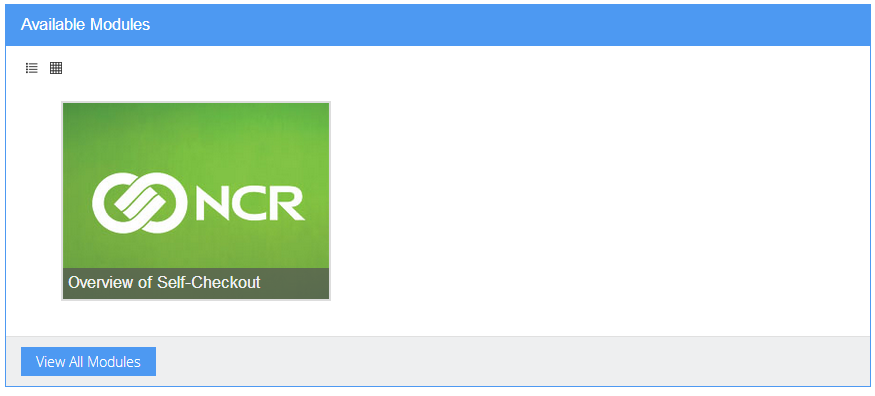 Available Modules
NCR
Overview of Self-Checkout
View All Modules